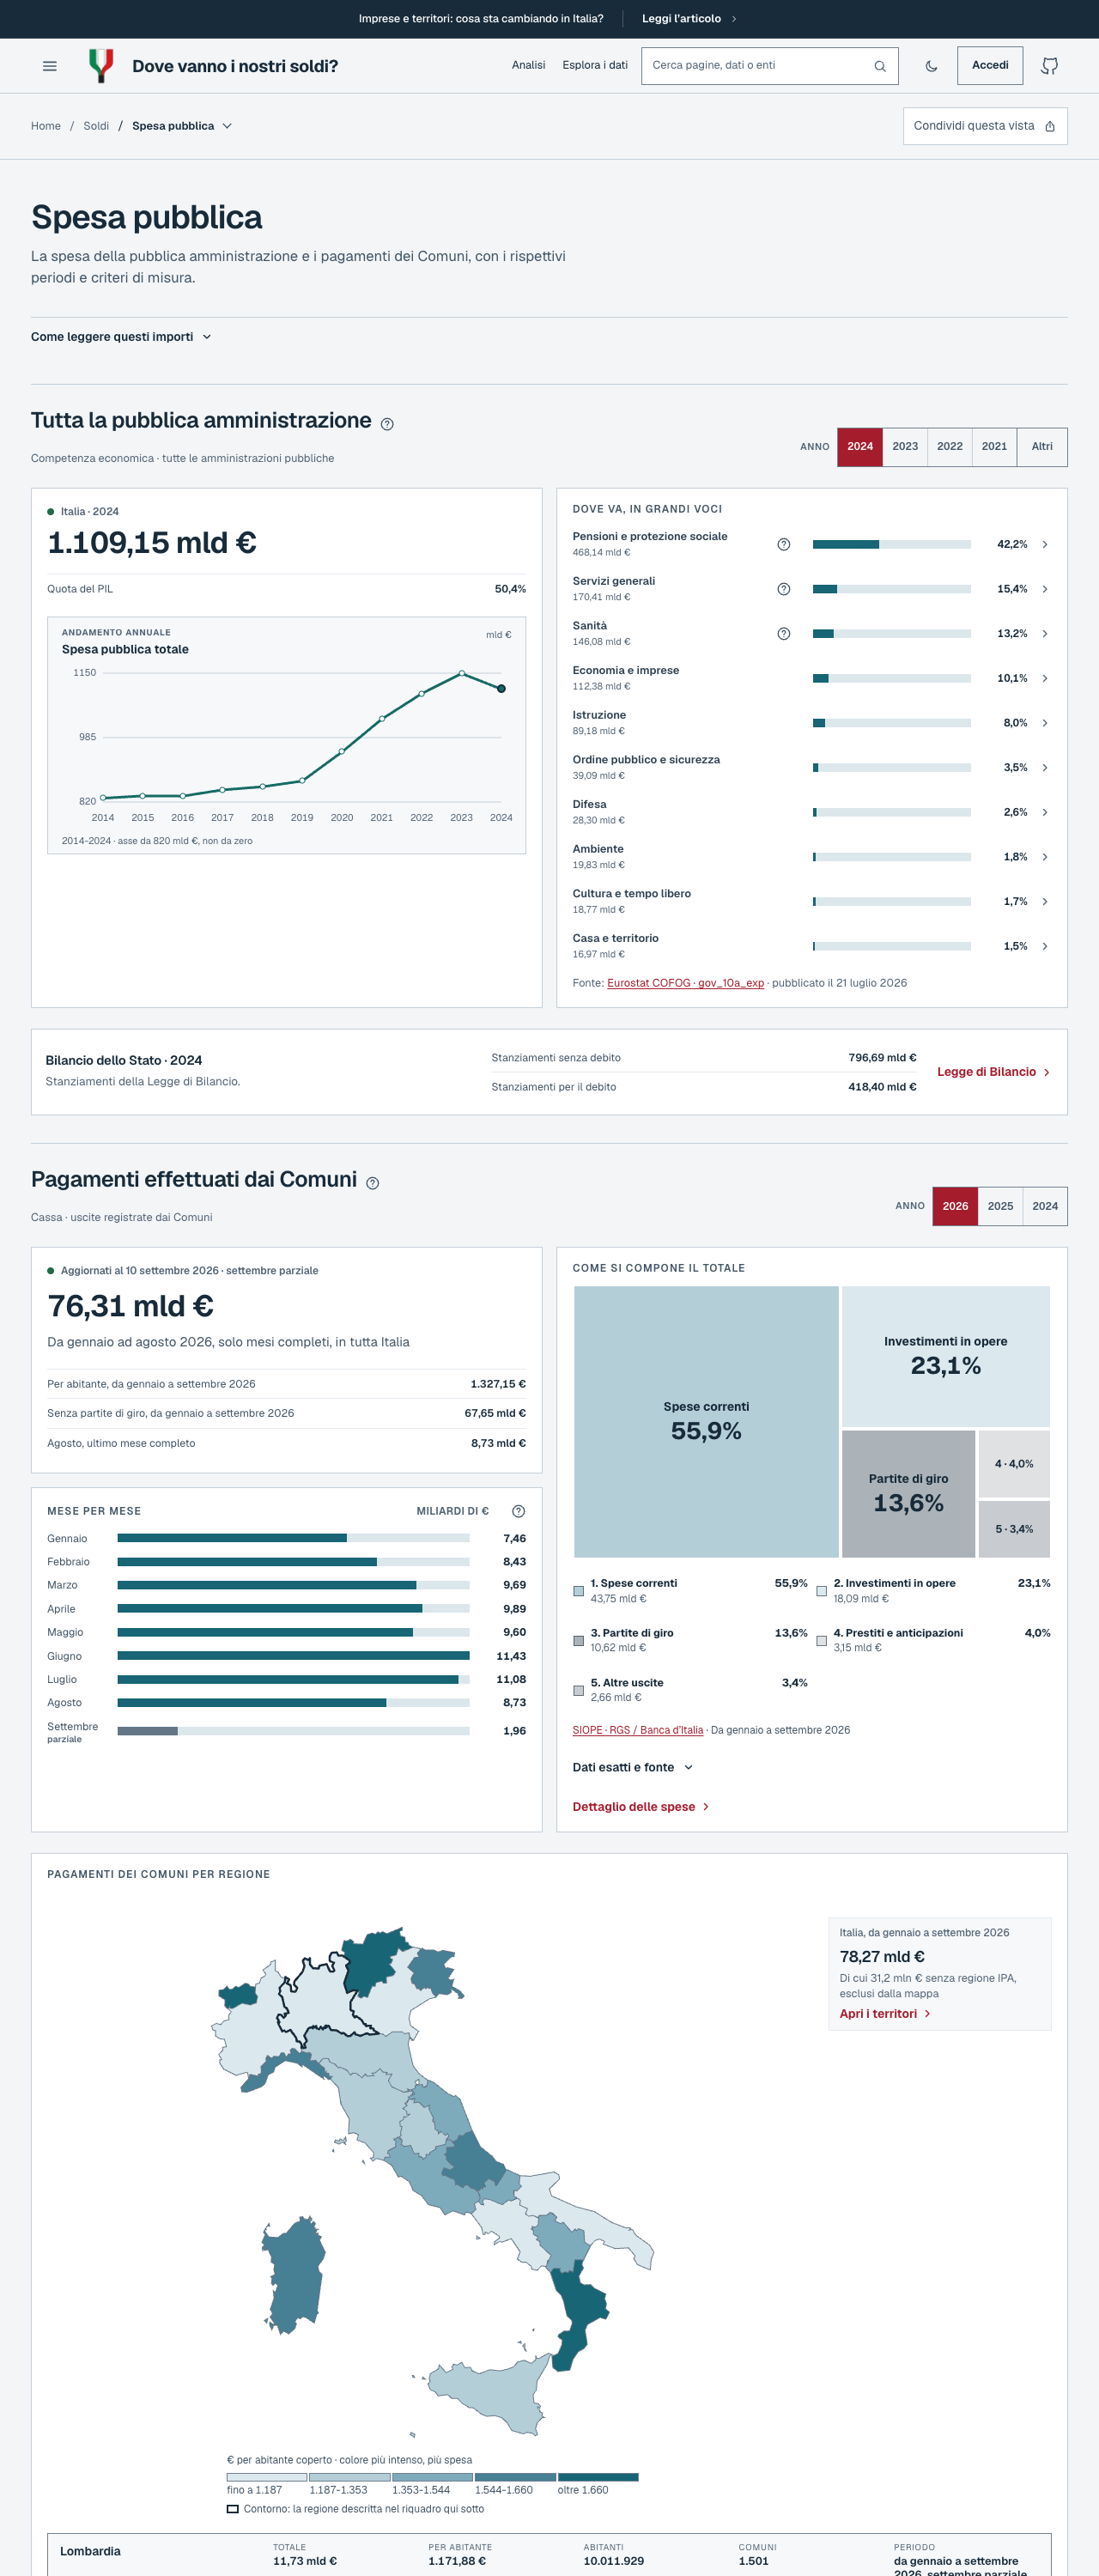 Imprese e territori: cosa sta cambiando in Italia? Leggi l'articolo
Dove vanno i nostri soldi?
Analisi Esplora i dati Cerca pagine, dati o enti Accedi
Home / Soldi / Spesa pubblica
Condividi questa vista
Spesa pubblica
La spesa della pubblica amministrazione e i pagamenti dei Comuni, con i rispettivi
periodi e criteri di misura.
Come leggere questi importi
Tutta la pubblica amministrazione
Competenza economica · tutte le amministrazioni pubbliche
ANNO 2024 2023 2022 2021 Altri
Italia · 2024
1.109,15 mld €
Quota del PIL 50,4%
ANDAMENTO ANNUALE mld €
Spesa pubblica totale
1150
985
820
2014 2015 2016 2017 2018 2019 2020 2021 2022 2023 2024
2014-2024 · asse da 820 mld €, non da zero
DOVE VA, IN GRANDI VOCI
Pensioni e protezione sociale 42,2%
468,14 mld €
Servizi generali 15,4%
170,41 mld €
Sanità 13,2%
146,08 mld €
Economia e imprese 10,1%
112,38 mld €
Istruzione 8,0%
89,18 mld €
Ordine pubblico e sicurezza 3,5%
39,09 mld €
Difesa 2,6%
28,30 mld €
Ambiente 1,8%
19,83 mld €
Cultura e tempo libero 1,7%
18,77 mld €
Casa e territorio 1,5%
16,97 mld €
Fonte: Eurostat COFOG · gov_10a_exp · pubblicato il 21 luglio 2026
Bilancio dello Stato · 2024
Stanziamenti della Legge di Bilancio.
Stanziamenti senza debito 796,69 mld €
Stanziamenti per il debito 418,40 mld €
Legge di Bilancio
Pagamenti effettuati dai Comuni
Cassa · uscite registrate dai Comuni
ANNO 2026 2025 2024
Aggiornati al 10 settembre 2026 · settembre parziale
76,31 mld €
Da gennaio ad agosto 2026, solo mesi completi, in tutta Italia
Per abitante, da gennaio a settembre 2026 1.327,15 €
Senza partite di giro, da gennaio a settembre 2026 67,65 mld €
Agosto, ultimo mese completo 8,73 mld €
MESE PER MESE MILIARDI DI €
Gennaio 7,46
Febbraio 8,43
Marzo 9,69
Aprile 9,89
Maggio 9,60
Giugno 11,43
Luglio 11,08
Agosto 8,73
Settembre 1,96
parziale
COME SI COMPONE IL TOTALE
Spese correnti
55,9%
Investimenti in opere
23,1%
Partite di giro
13,6%
4 · 4,0%
5 · 3,4%
1. Spese correnti 55,9%
43,75 mld €
2. Investimenti in opere 23,1%
18,09 mld €
3. Partite di giro 13,6%
10,62 mld €
4. Prestiti e anticipazioni 4,0%
3,15 mld €
5. Altre uscite 3,4%
2,66 mld €
SIOPE · RGS / Banca d'Italia · Da gennaio a settembre 2026
Dati esatti e fonte
Dettaglio delle spese
PAGAMENTI DEI COMUNI PER REGIONE
Italia, da gennaio a settembre 2026
78,27 mld €
Di cui 31,2 mln € senza regione IPA,
esclusi dalla mappa
Apri i territori
€ per abitante coperto · colore più intenso, più spesa
fino a 1.187 1.187-1.353 1.353-1.544 1.544-1.660 oltre 1.660
Contorno: la regione descritta nel riquadro qui sotto
Lombardia
TOTALE
11,73 mld €
PER ABITANTE
1.171,88 €
ABITANTI
10.011.929
COMUNI
1.501
PERIODO
da gennaio a settembre
2026, settembre parziale